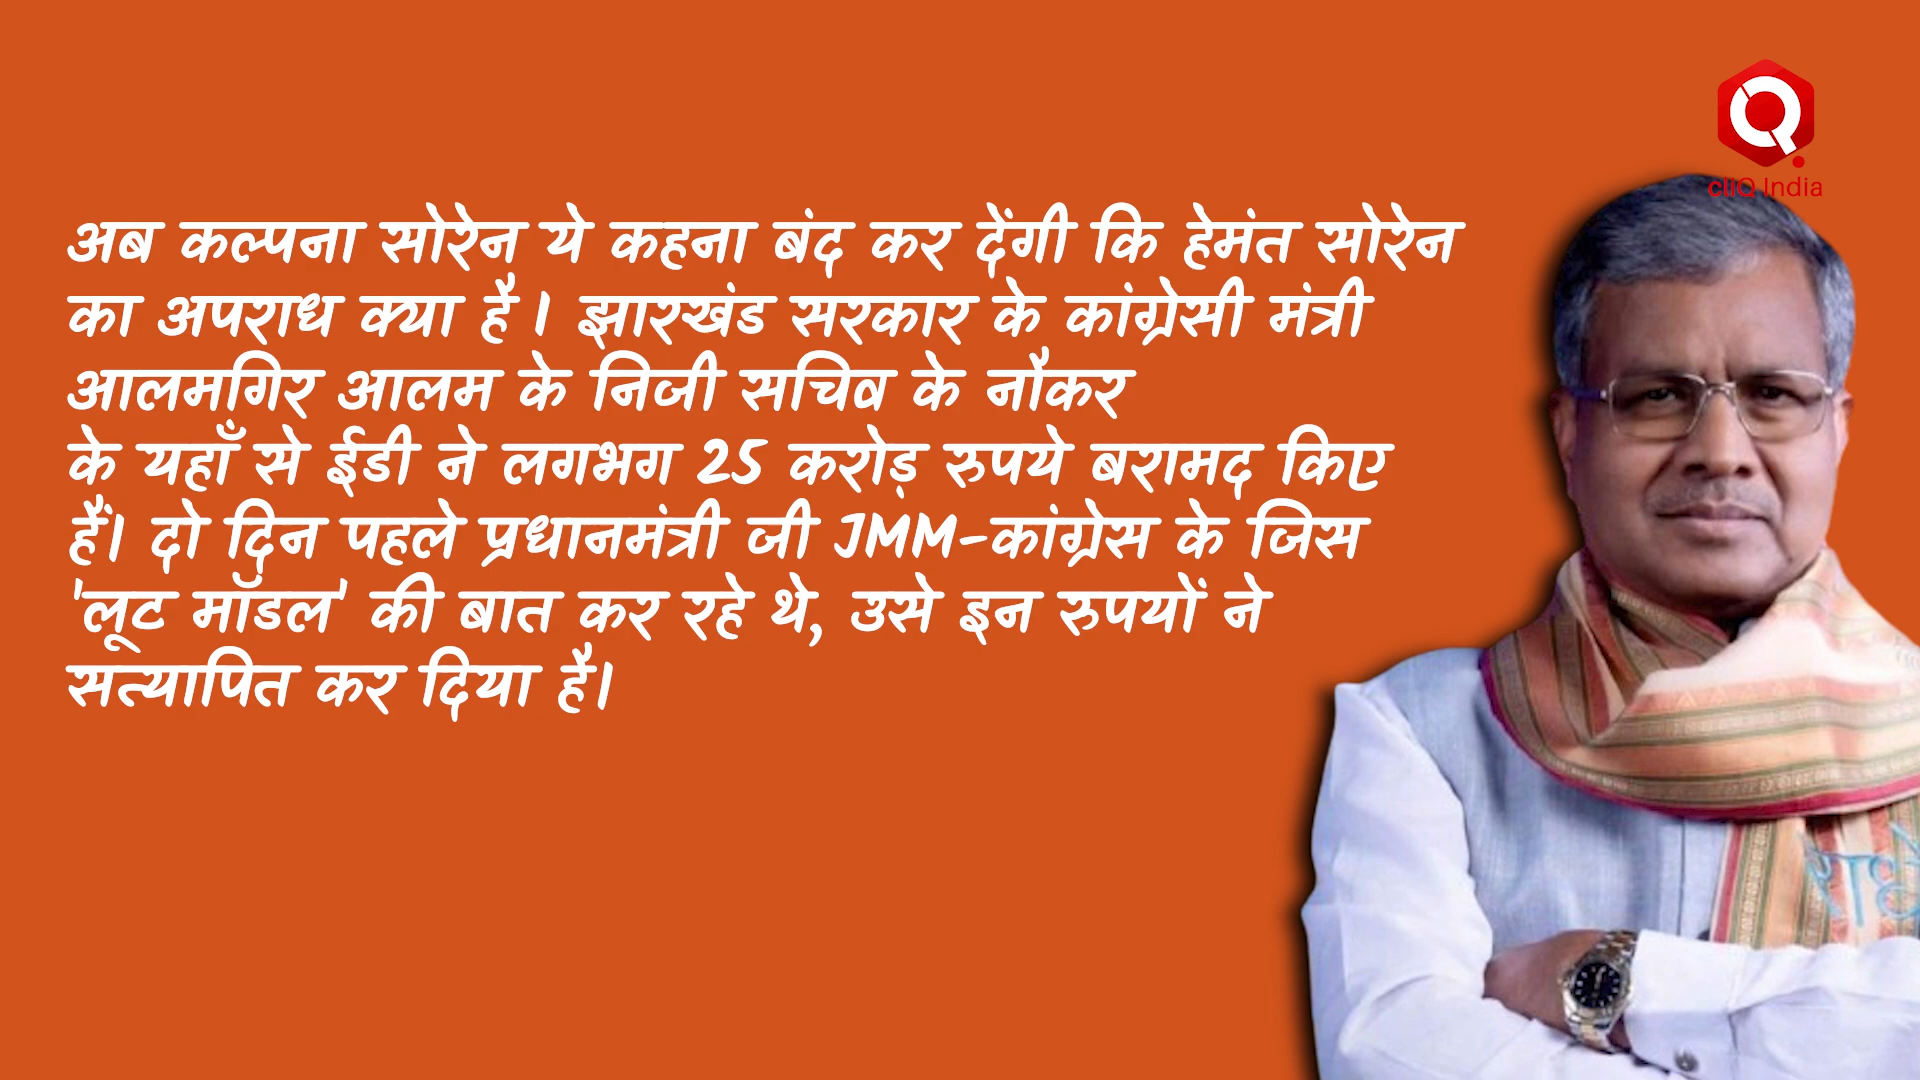 cliQ India
अब कल्पना सोरेन ये कहना बंद कर देंगी कि हेमंत सोरेन
का अपराध क्या है । झारखंड सरकार के कांग्रेसी मंत्री
आलमगिर आलम के निजी सचिव के नौकर
के यहाँ से ईडी ने लगभग 25 करोड़ रुपये बरामद किए
हैं। दो दिन पहले प्रधानमंत्री जी JMM-कांग्रेस के जिस
'लूट मॉडल' की बात कर रहे थे, उसे इन रुपयों ने
सत्यापित कर दिया है।